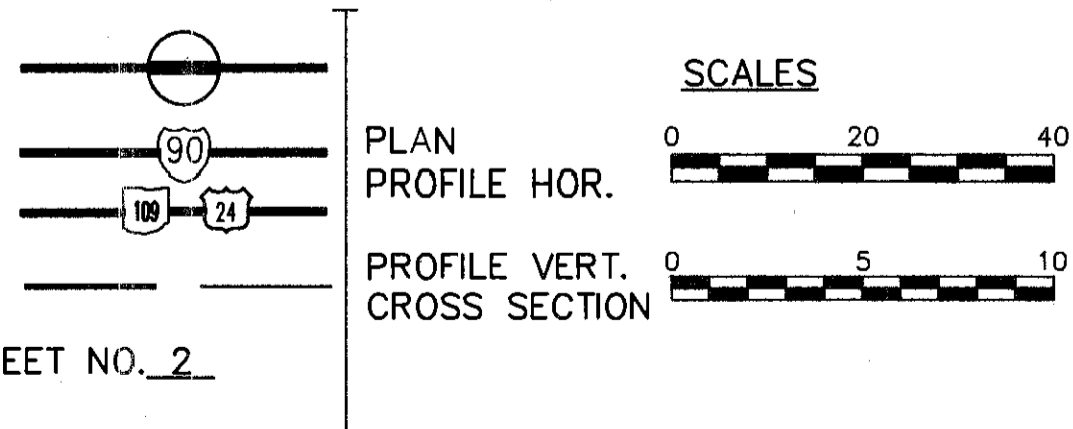 90
109 24
EET NO. 2
SCALES
0 20 40
PLAN
PROFILE HOR.
0 5 10
PROFILE VERT.
CROSS SECTION